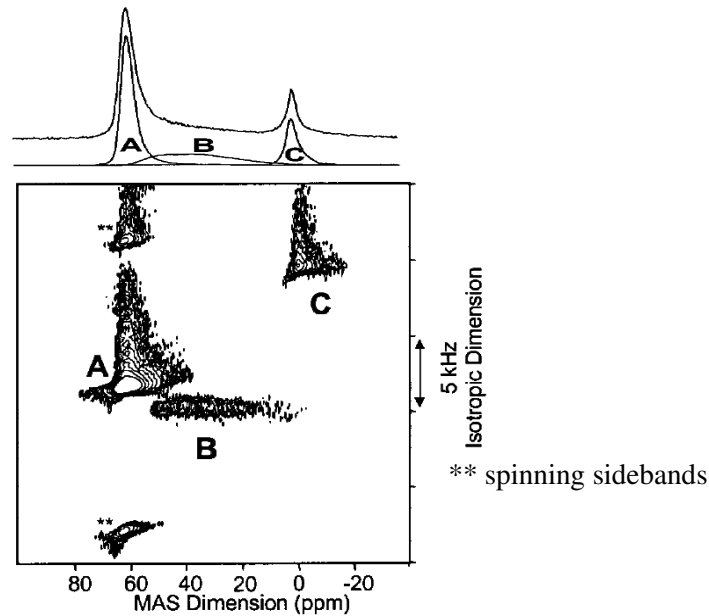 A
B
C
**
C
A
B
**
5 kHz
Isotropic Dimension
** spinning sidebands
80
60
40
20
0
-20
MAS Dimension (ppm)